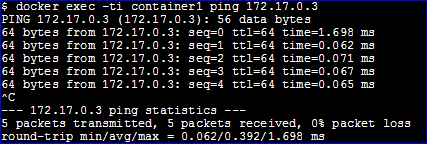 $ docker exec -ti container1 ping 172.17.0.3
PING 172.17.0.3 (172.17.0.3): 56 data bytes
64 bytes from 172.17.0.3: seq=0 ttl=64 time=1.698 ms
64 bytes from 172.17.0.3: seq=1 ttl=64 time=0.062 ms
64 bytes from 172.17.0.3: seq=2 ttl=64 time=0.071 ms
64 bytes from 172.17.0.3: seq=3 ttl=64 time=0.067 ms
64 bytes from 172.17.0.3: seq=4 ttl=64 time=0.065 ms
^C
--- 172.17.0.3 ping statistics ---
5 packets transmitted, 5 packets received, 0% packet loss
round-trip min/avg/max = 0.062/0.392/1.698 ms